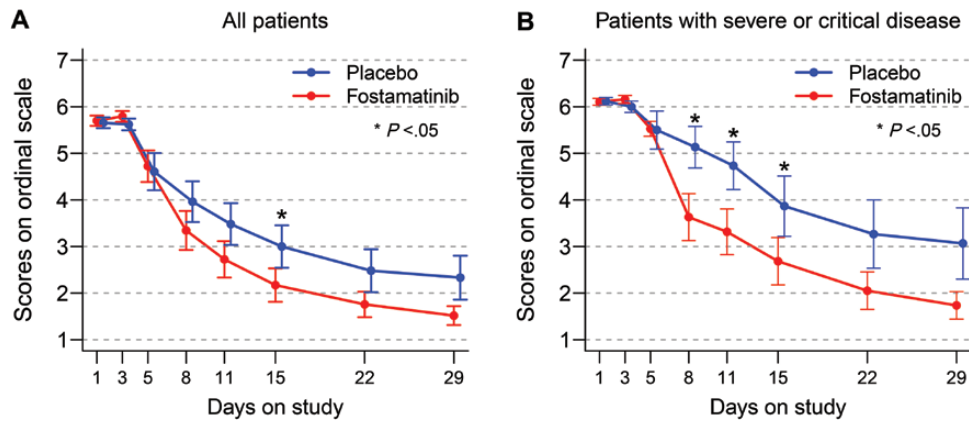 A
All patients
Scores on ordinal scale
7
6
5
4
3
2
1
Placebo
Fostamatinib
* P <.05
*
1 3 5 8 11 15 22 29
Days on study
B
Patients with severe or critical disease
Scores on ordinal scale
7
6
5
4
3
2
1
Placebo
Fostamatinib
* P <.05
* * *
1 3 5 8 11 15 22 29
Days on study